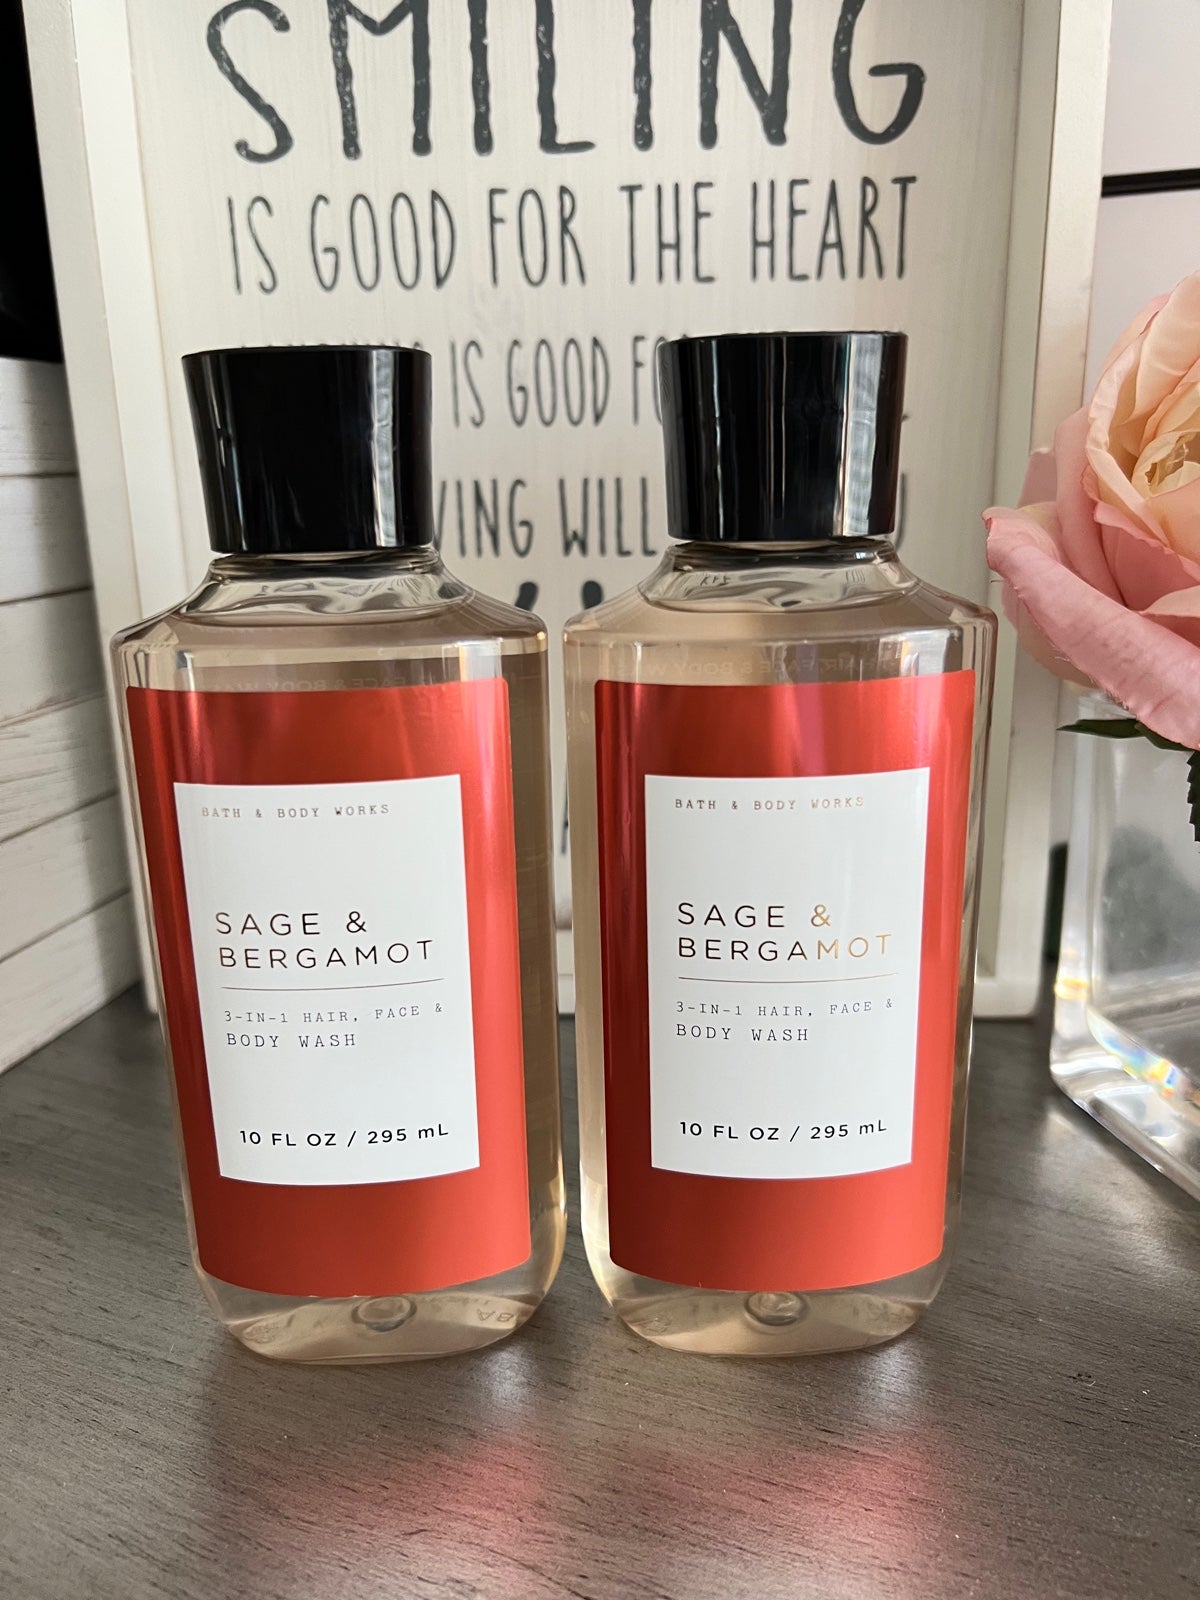 SMILING
IS GOOD FOR THE HEART
IS GOOD
VING WILL
BATH & BODY WORKS
SAGE &
BERGAMOT
3-IN-1 HAIR, FACE &
BODY WASH
10 FL OZ / 295 mL
BATH & BODY WORKS
SAGE &
BERGAMOT
3-IN-1 HAIR, FACE &
BODY WASH
10 FL OZ / 295 mL